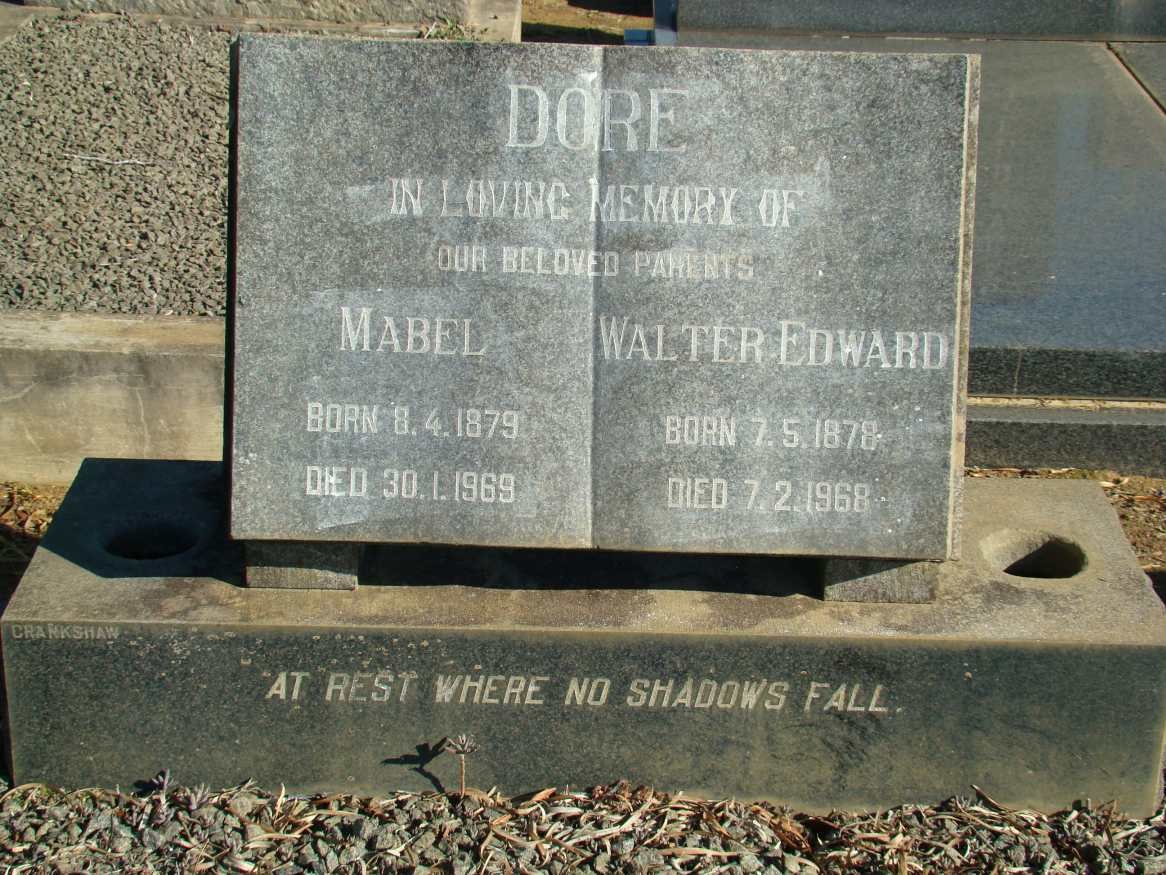 DORE
IN LOVING MEMORY OF
OUR BELOVED PARENTS
MABEL
BORN 8.4.1879
DIED 30.1.1969
WALTER EDWARD
BORN 7.5.1878
DIED 7.2.1968
CRANKSHAW
AT REST WHERE NO SHADOWS FALL.